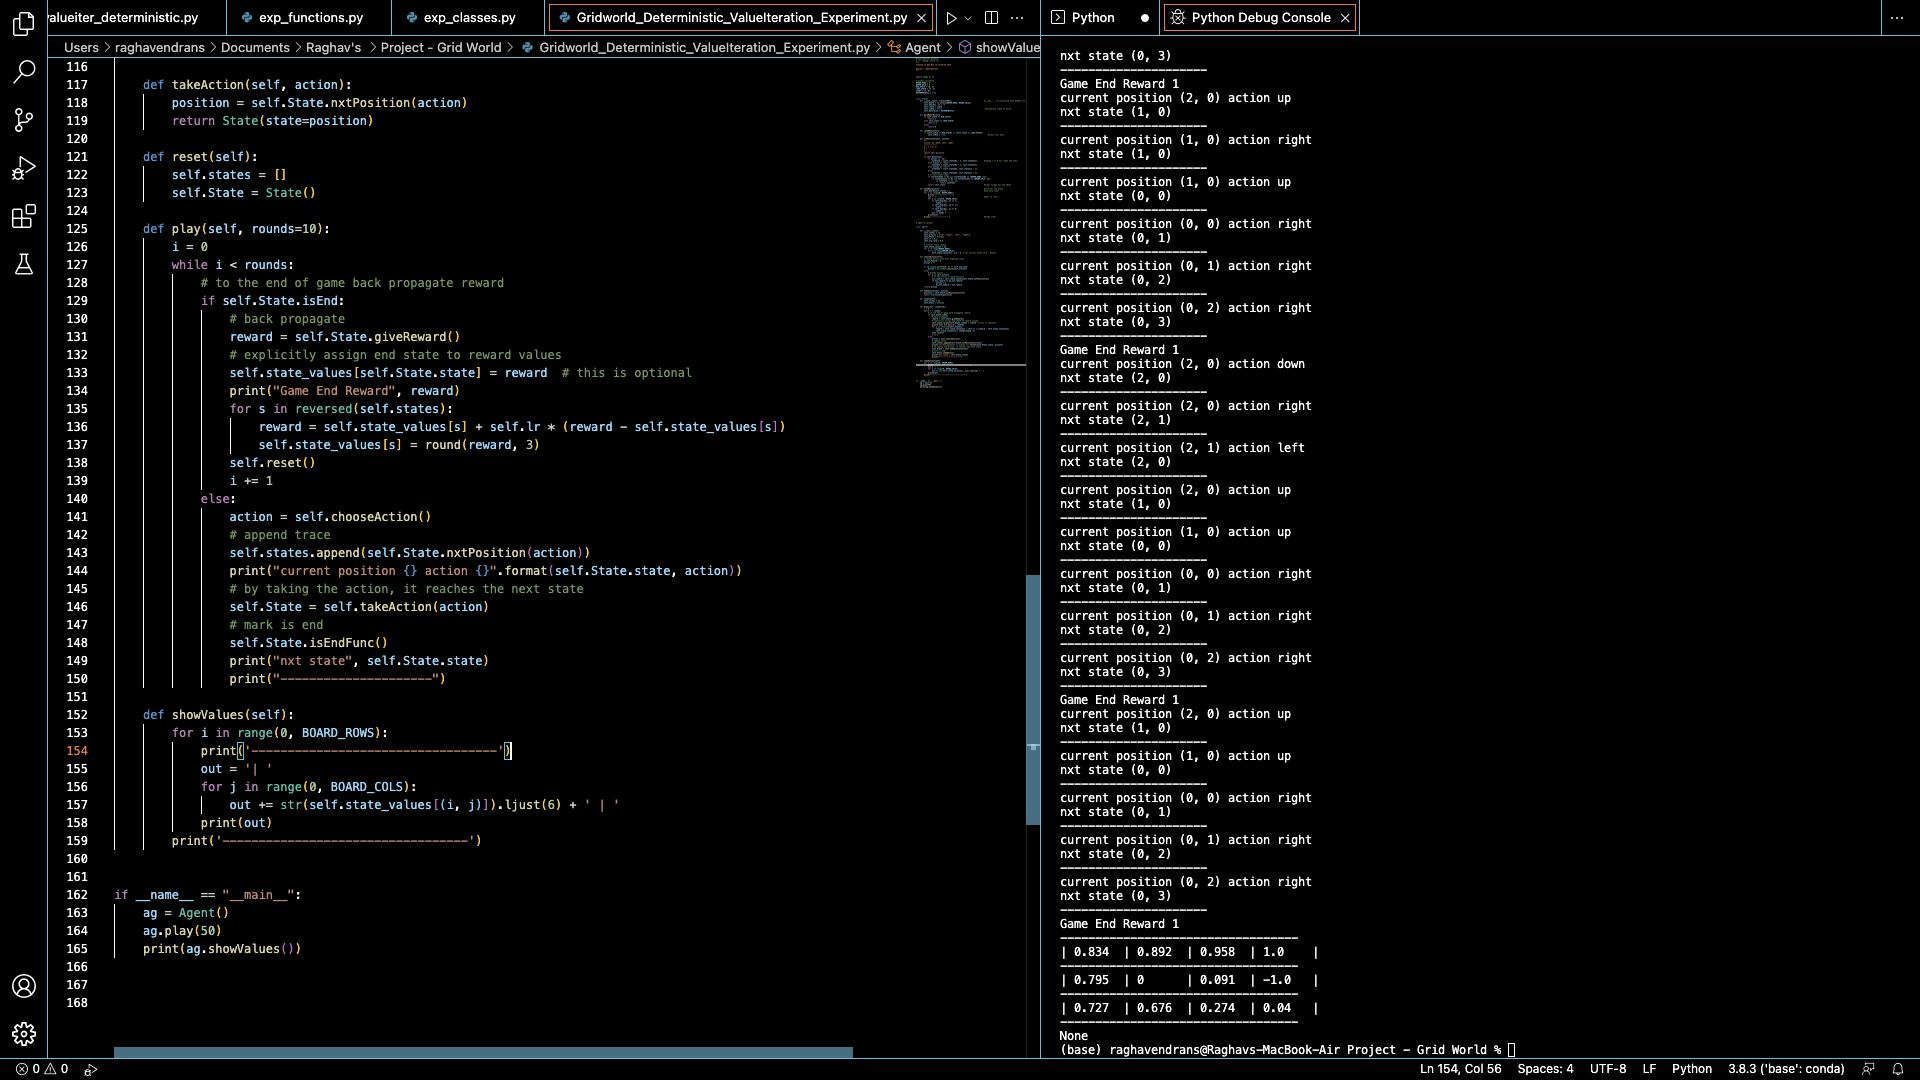 alueiter_deterministic.py
exp_functions.py
exp_classes.py
Gridworld_Deterministic_ValueIteration_Experiment.py
Python
Python Debug Console
Users > raghavendrans > Documents > Raghav's > Project - Grid World > Gridworld_Deterministic_ValueIteration_Experiment.py > Agent > showValue
116
117 def takeAction(self, action):
118 position = self.State.nxtPosition(action)
119 return State(state=position)
120
121 def reset(self):
122 self.states = []
123 self.State = State()
124
125 def play(self, rounds=10):
126 i = 0
127 while i < rounds:
128 # to the end of game back propagate reward
129 if self.State.isEnd:
130 # back propagate
131 reward = self.State.giveReward()
132 # explicitly assign end state to reward values
133 self.state_values[self.State.state] = reward  # this is optional
134 print("Game End Reward", reward)
135 for s in reversed(self.states):
136 reward = self.state_values[s] + self.lr * (reward - self.state_values[s])
137 self.state_values[s] = round(reward, 3)
138 self.reset()
139 i += 1
140 else:
141 action = self.chooseAction()
142 # append trace
143 self.states.append(self.State.nxtPosition(action))
144 print("current position {} action {}".format(self.State.state, action))
145 # by taking the action, it reaches the next state
146 self.State = self.takeAction(action)
147 # mark is end
148 self.State.isEndFunc()
149 print("nxt state", self.State.state)
150 print("---------------------")
151
152 def showValues(self):
153 for i in range(0, BOARD_ROWS):
154 print('----------------------------------')
155 out = '| '
156 for j in range(0, BOARD_COLS):
157 out += str(self.state_values[(i, j)]).ljust(6) + ' | '
158 print(out)
159 print('----------------------------------')
160
161
162 if __name__ == "__main__":
163 ag = Agent()
164 ag.play(50)
165 print(ag.showValues())
166
167
168
nxt state (0, 3)
---------------------
Game End Reward 1
current position (2, 0) action up
nxt state (1, 0)
---------------------
current position (1, 0) action right
nxt state (1, 0)
---------------------
current position (1, 0) action up
nxt state (0, 0)
---------------------
current position (0, 0) action right
nxt state (0, 1)
---------------------
current position (0, 1) action right
nxt state (0, 2)
---------------------
current position (0, 2) action right
nxt state (0, 3)
---------------------
Game End Reward 1
current position (2, 0) action down
nxt state (2, 0)
---------------------
current position (2, 0) action right
nxt state (2, 1)
---------------------
current position (2, 1) action left
nxt state (2, 0)
---------------------
current position (2, 0) action up
nxt state (1, 0)
---------------------
current position (1, 0) action up
nxt state (0, 0)
---------------------
current position (0, 0) action right
nxt state (0, 1)
---------------------
current position (0, 1) action right
nxt state (0, 2)
---------------------
current position (0, 2) action right
nxt state (0, 3)
---------------------
Game End Reward 1
current position (2, 0) action up
nxt state (1, 0)
---------------------
current position (1, 0) action up
nxt state (0, 0)
---------------------
current position (0, 0) action right
nxt state (0, 1)
---------------------
current position (0, 1) action right
nxt state (0, 2)
---------------------
current position (0, 2) action right
nxt state (0, 3)
---------------------
Game End Reward 1
----------------------------------
| 0.834  | 0.892  | 0.958  | 1.0    |
----------------------------------
| 0.795  | 0      | 0.091  | -1.0   |
----------------------------------
| 0.727  | 0.676  | 0.274  | 0.04   |
----------------------------------
None
(base) raghavendrans@Raghavs-MacBook-Air Project - Grid World %
0 0
Ln 154, Col 56 Spaces: 4 UTF-8 LF Python 3.8.3 ('base': conda)